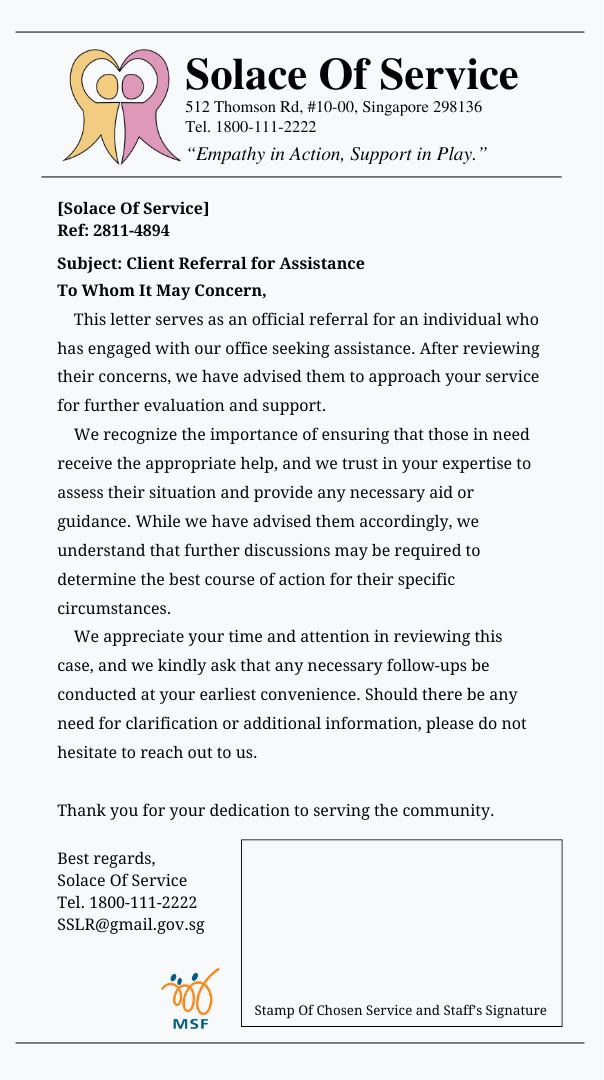 Solace Of Service
512 Thomson Rd, #10-00, Singapore 298136
Tel. 1800-111-2222
“Empathy in Action, Support in Play.”
[Solace Of Service]
Ref: 2811-4894
Subject: Client Referral for Assistance
To Whom It May Concern,
This letter serves as an official referral for an individual who
has engaged with our office seeking assistance. After reviewing
their concerns, we have advised them to approach your service
for further evaluation and support.
We recognize the importance of ensuring that those in need
receive the appropriate help, and we trust in your expertise to
assess their situation and provide any necessary aid or
guidance. While we have advised them accordingly, we
understand that further discussions may be required to
determine the best course of action for their specific
circumstances.
We appreciate your time and attention in reviewing this
case, and we kindly ask that any necessary follow-ups be
conducted at your earliest convenience. Should there be any
need for clarification or additional information, please do not
hesitate to reach out to us.
Thank you for your dedication to serving the community.
Best regards,
Solace Of Service
Tel. 1800-111-2222
SSLR@gmail.gov.sg
MSF
Stamp Of Chosen Service and Staff's Signature